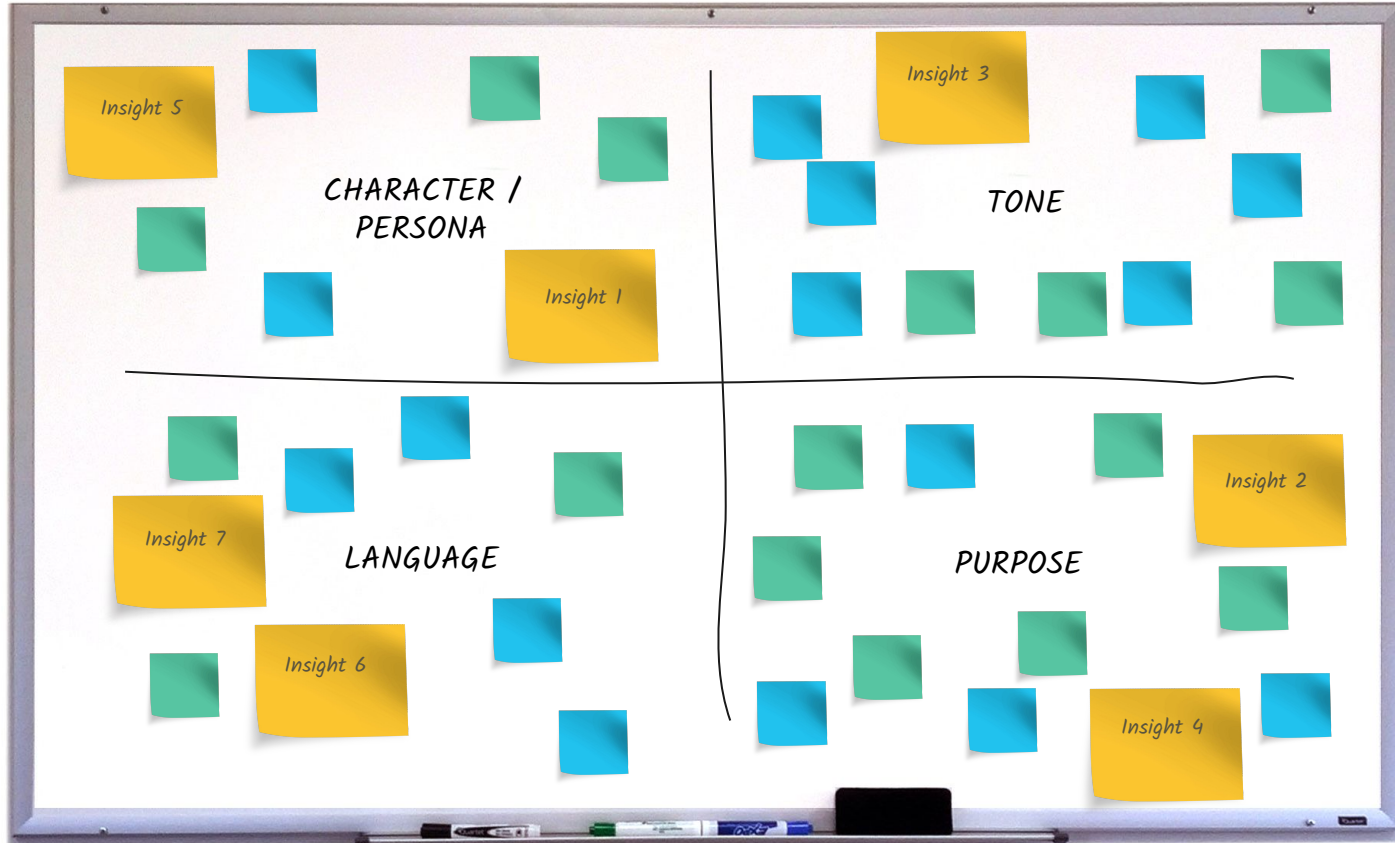 Insight 5
Insight 3
CHARACTER /
PERSONA
TONE
Insight 1
Insight 2
Insight 7
LANGUAGE
PURPOSE
Insight 6
Insight 4
Quartet